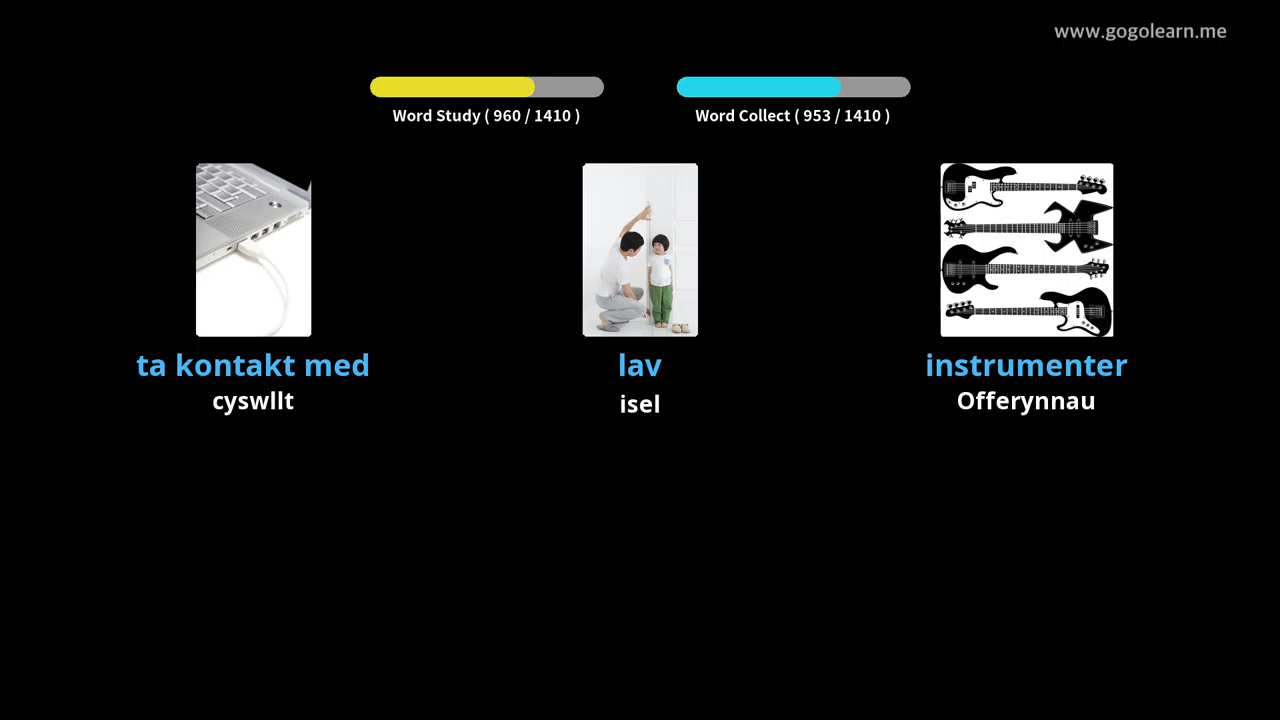 www.gogolearn.me
Word Study ( 960 / 1410 )
Word Collect ( 953 / 1410 )
ta kontakt med
cyswllt
lav
isel
instrumenter
Offerynnau